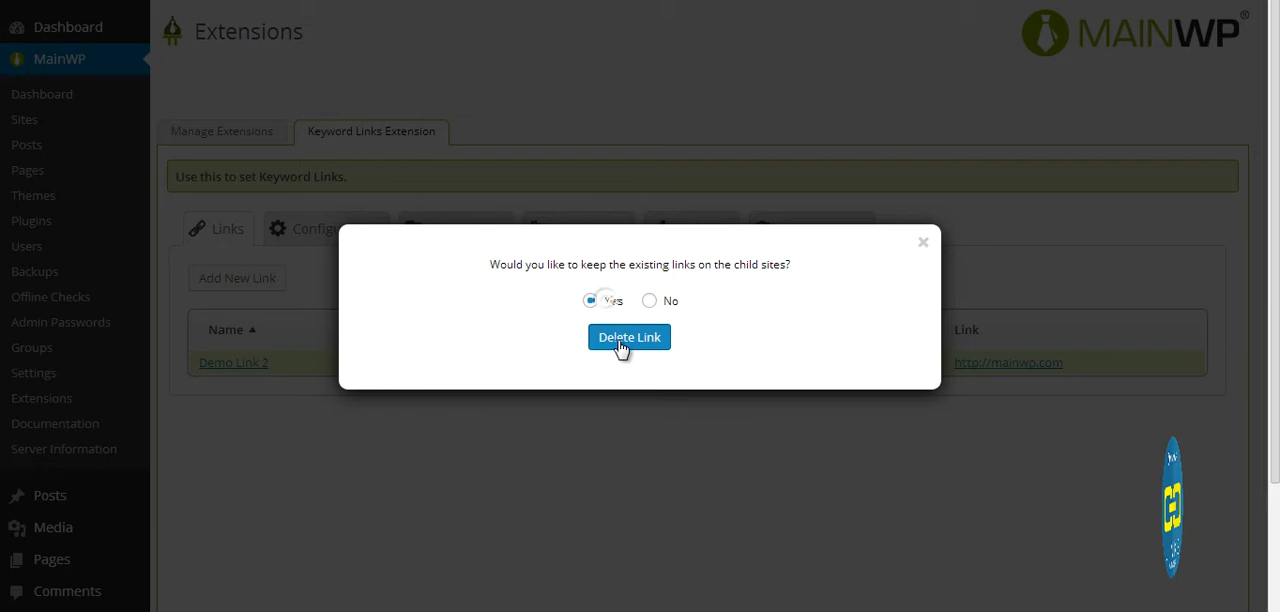 Dashboard
MainWP
Dashboard
Sites
Posts
Pages
Themes
Plugins
Users
Backups
Offline Checks
Admin Passwords
Groups
Settings
Extensions
Documentation
Server Information
Posts
Media
Pages
Comments
Extensions
MAINWP®
Manage Extensions
Keyword Links Extension
Use this to set Keyword Links.
Links
Add New Link
Name
Link
Demo Link 2
http://mainwp.com
Would you like to keep the existing links on the child sites?
Yes
No
Delete Link